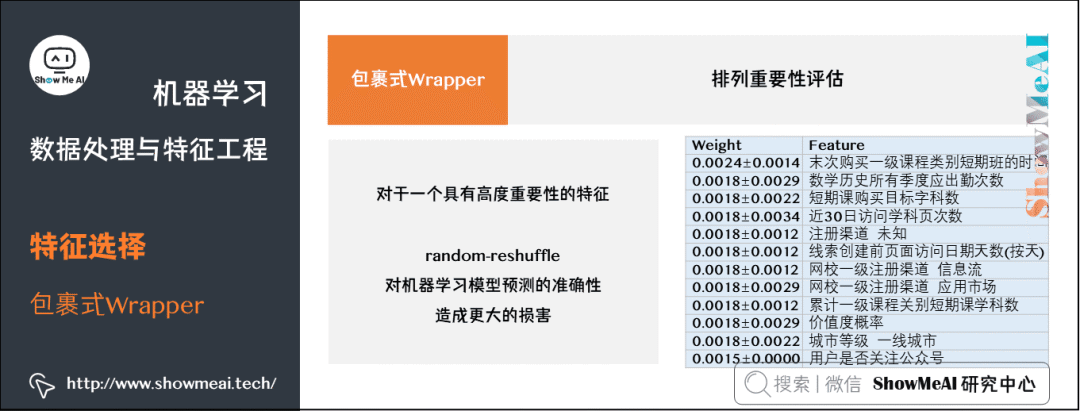 Show Me AI
机器学习
数据处理与特征工程
特征选择
包裹式Wrapper
http://www.showmeai.tech/
包裹式Wrapper
排列重要性评估
对于一个具有高度重要性的特征
random-reshuffle
对机器学习模型预测的准确性
造成更大的损害
Weight Feature
0.0024±0.0014 末次购买一级课程类别短期班的时
0.0018±0.0029 数学历史所有季度应出勤次数
0.0018±0.0022 短期课购买目标字科数
0.0018±0.0034 近30日访问学科页次数
0.0018±0.0012 注册渠道 未知
0.0018±0.0012 线索创建前页面访问日期天数(按天)
0.0018±0.0012 网校一级注册渠道 信息流
0.0018±0.0029 网校一级注册渠道 应用市场
0.0018±0.0012 累计一级课程关别短期课学科数
0.0018±0.0029 价值度概率
0.0018±0.0022 城市等级 一线城市
0.0015±0.0000 用户是否关注公众号
ShowMeAI
搜索 | 微信 ShowMeAI 研究中心